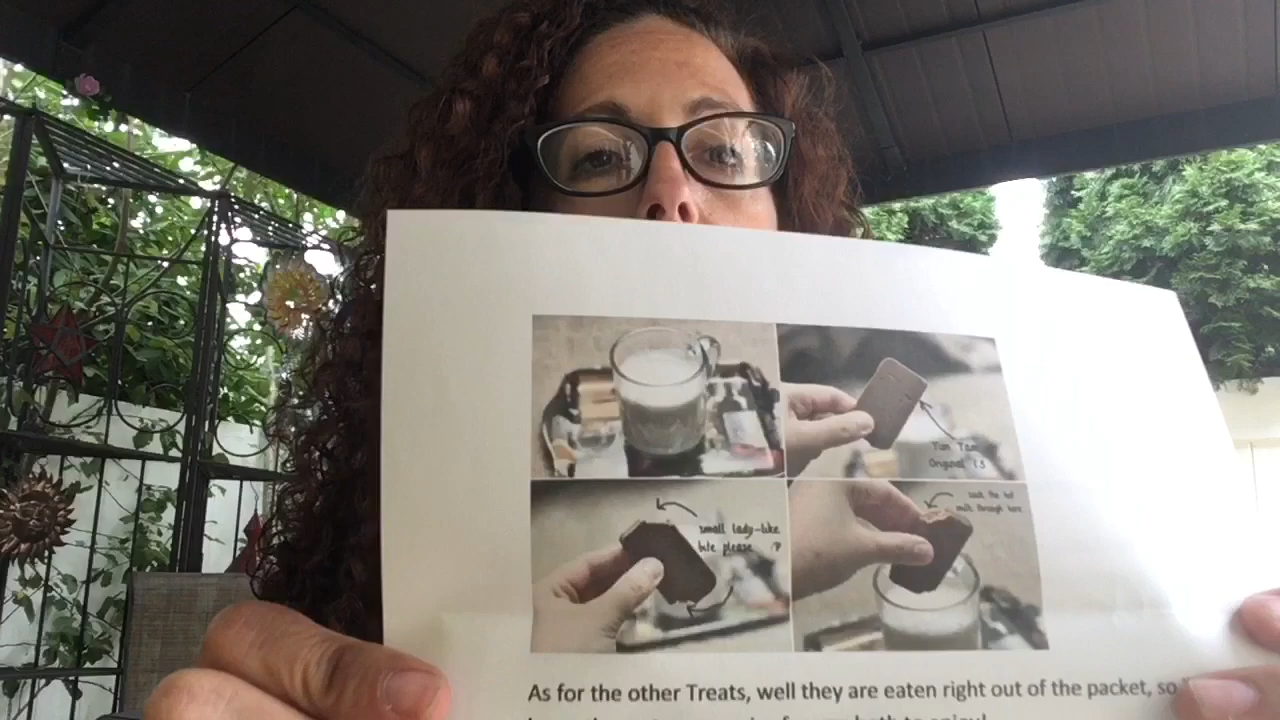 Tim Tam
Original <3
small lady-like
bite please :P
suck the hot
milk through here
As for the other Treats, well they are eaten right out of the packet, so